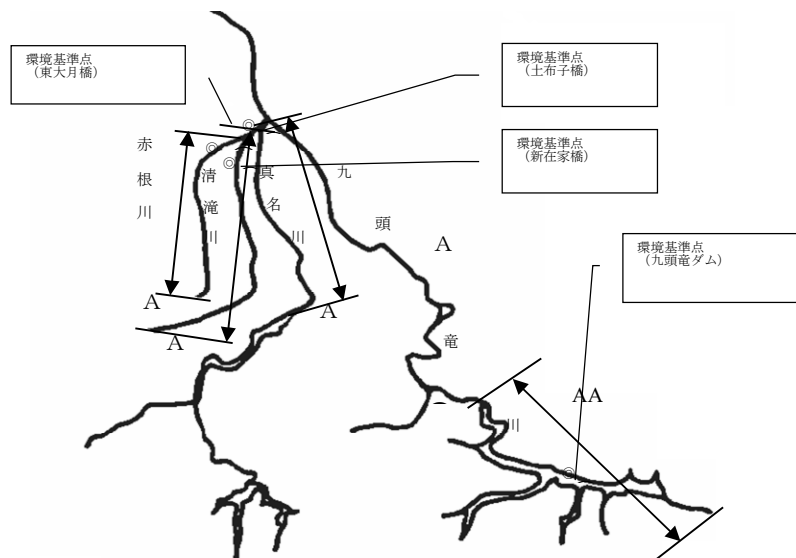 環境基準点
（東大月橋）
環境基準点
（土布子橋）
環境基準点
（新在家橋）
環境基準点
（九頭竜ダム）
赤根川
清滝川
真名川
九頭竜川
A
A
A
A
AA